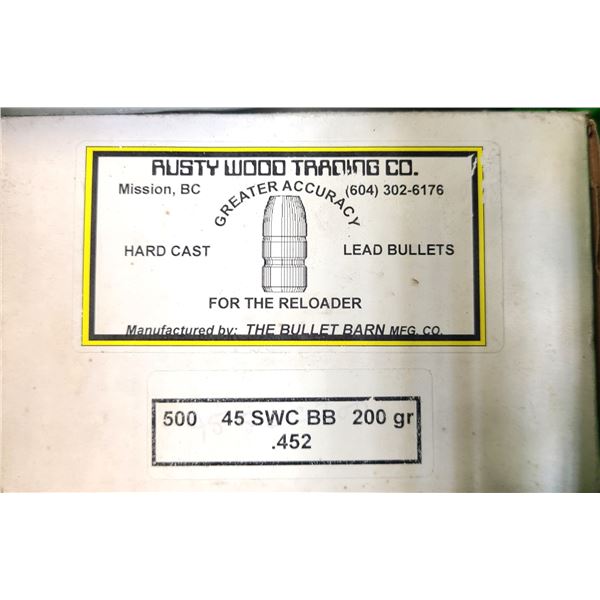 RUSTY WOOD TRADING CO.
Mission, BC (604) 302-6176
GREATER ACCURACY
HARD CAST LEAD BULLETS
FOR THE RELOADER
Manufactured by: THE BULLET BARN MFG. CO.
500 45 SWC BB 200 gr
.452